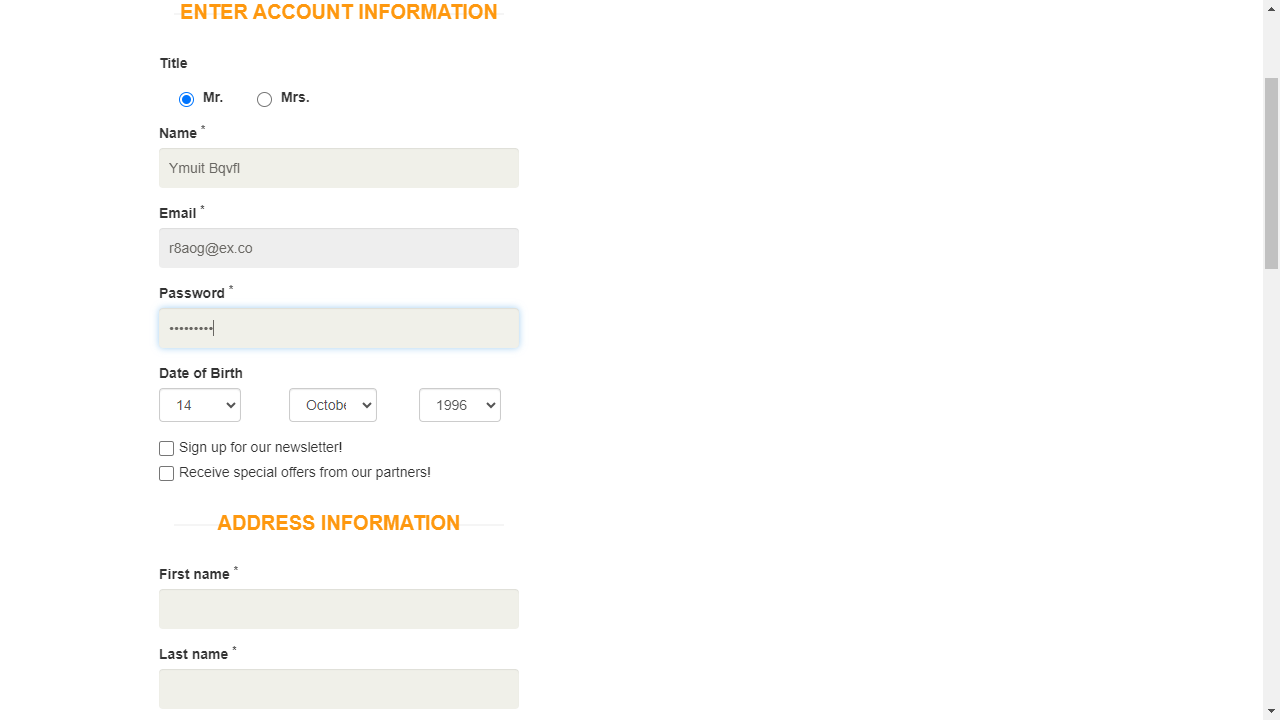 ENTER ACCOUNT INFORMATION
Title
Mr. Mrs.
Name *
Ymuit Bqvfl
Email *
r8aog@ex.co
Password *
•••••••••
Date of Birth
14 Octobe 1996
Sign up for our newsletter!
Receive special offers from our partners!
ADDRESS INFORMATION
First name *
Last name *